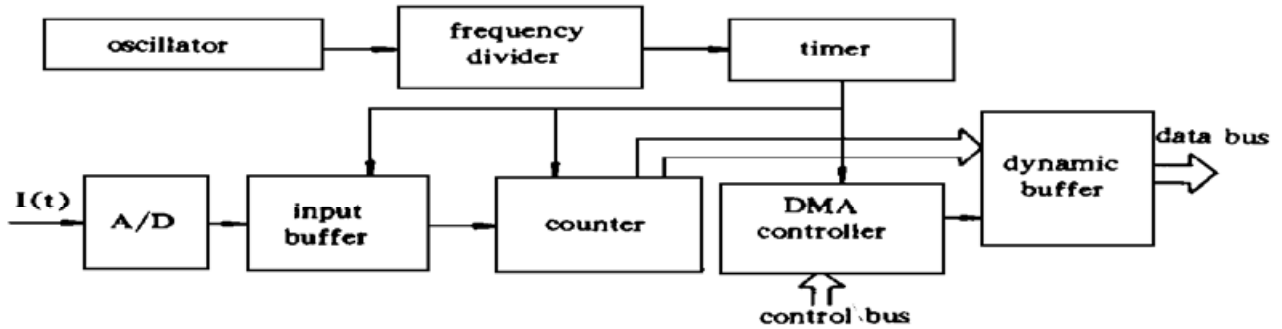 oscillator
frequency
divider
timer
I(t)
A/D
input
buffer
counter
DMA
controller
dynamic
buffer
data bus
control bus